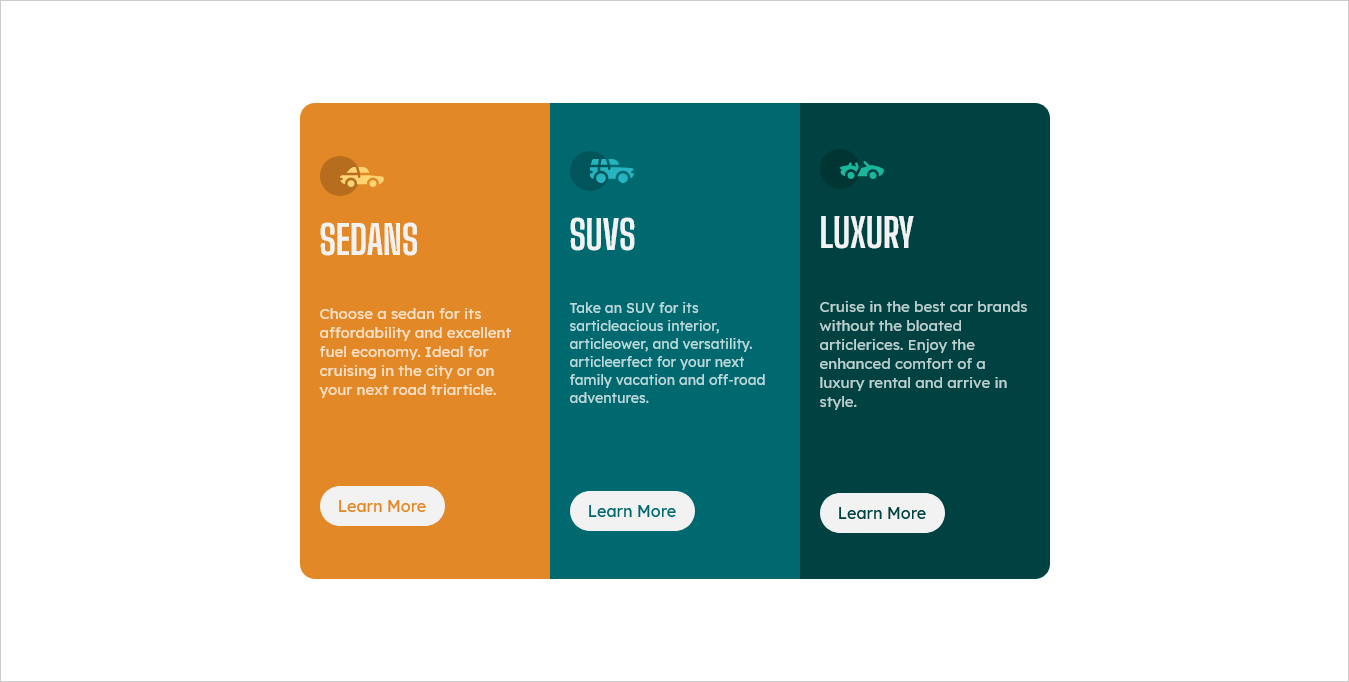 SEDANS
Choose a sedan for its
affordability and excellent
fuel economy. Ideal for
cruising in the city or on
your next road triarticle.
Learn More
SUVS
Take an SUV for its
sarticleacious interior,
articleower, and versatility.
articleerfect for your next
family vacation and off-road
adventures.
Learn More
LUXURY
Cruise in the best car brands
without the bloated
articlerices. Enjoy the
enhanced comfort of a
luxury rental and arrive in
style.
Learn More